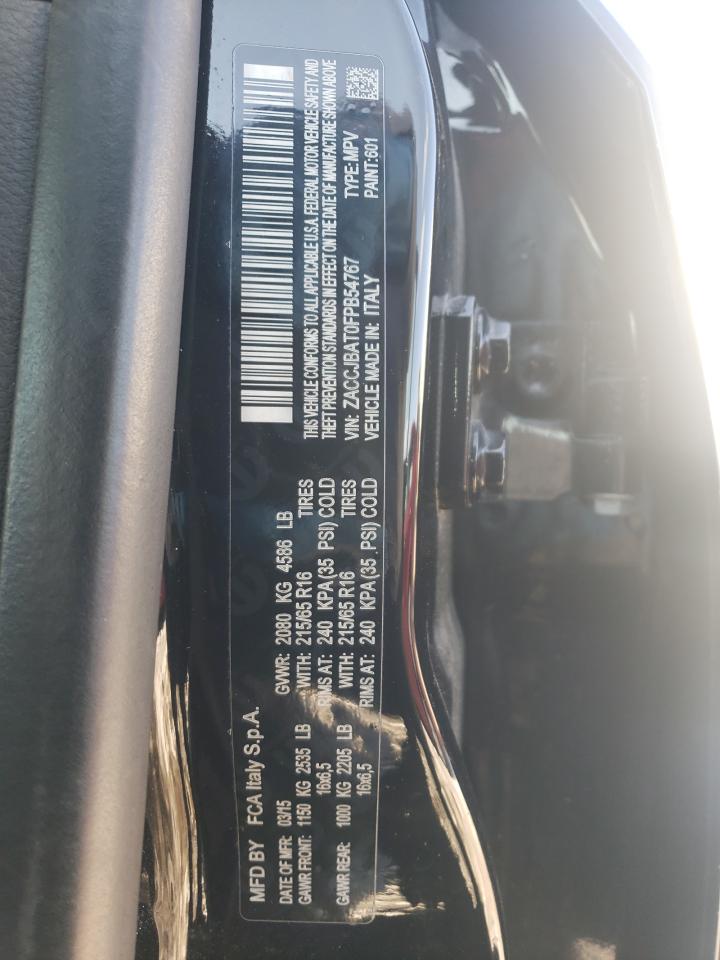 MFD BY FCA Italy S.p.A.
DATE OF MFR: 03/15 GVWR: 2080 KG 4586 LB
GAWR FRONT: 1150 KG 2535 LB WITH: 215/65 R16 TIRES
16x6,5 RIMS AT: 240 KPA (35 PSI) COLD
GAWR REAR: 1000 KG 2205 LB WITH: 215/65 R16 TIRES
16x6,5 RIMS AT: 240 KPA (35 PSI) COLD
THIS VEHICLE CONFORMS TO ALL APPLICABLE U.S.A. FEDERAL MOTOR VEHICLE SAFETY AND
THEFT PREVENTION STANDARDS IN EFFECT ON THE DATE OF MANUFACTURE SHOWN ABOVE
VIN: ZACCJBAT0FPB54767 TYPE: MPV
VEHICLE MADE IN: ITALY PAINT: 601